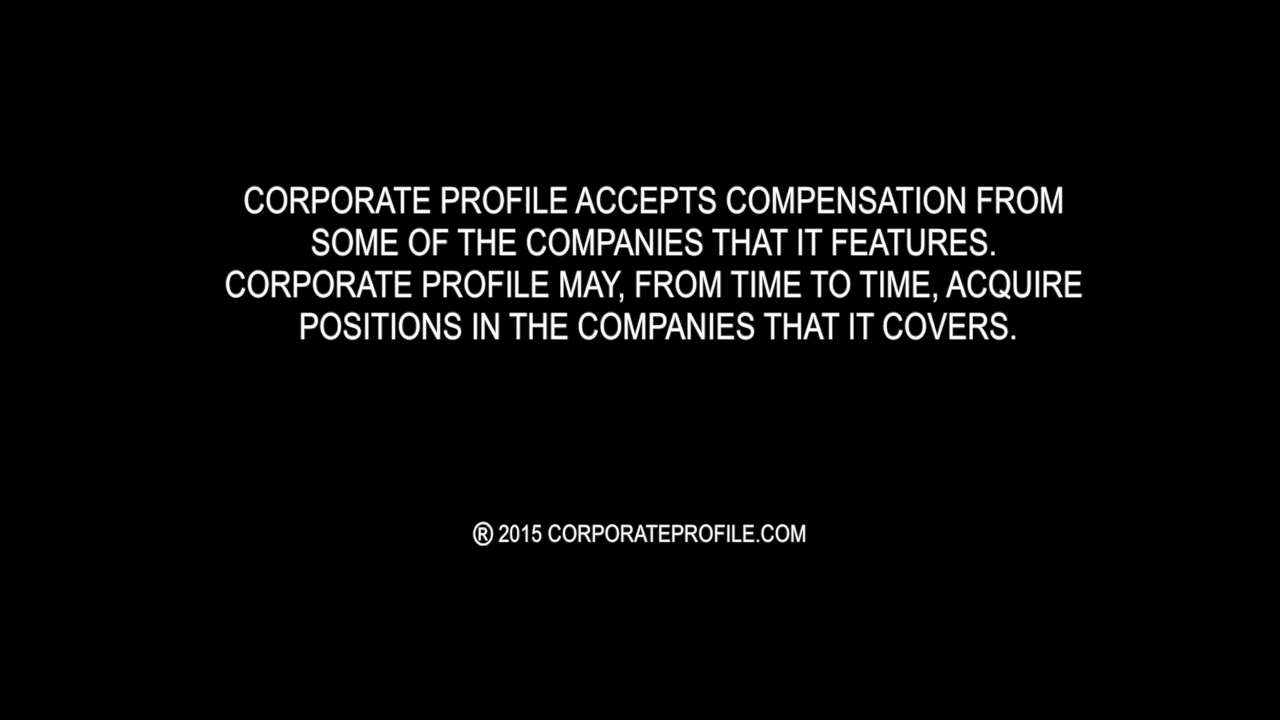 CORPORATE PROFILE ACCEPTS COMPENSATION FROM
SOME OF THE COMPANIES THAT IT FEATURES.
CORPORATE PROFILE MAY, FROM TIME TO TIME, ACQUIRE
POSITIONS IN THE COMPANIES THAT IT COVERS.
® 2015 CORPORATEPROFILE.COM